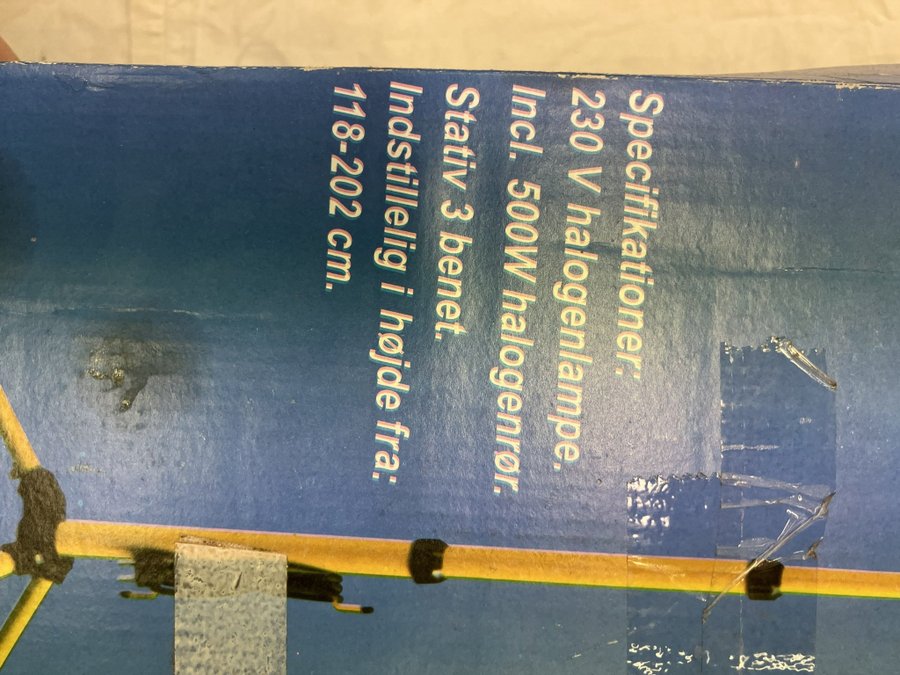 Specifikationer:
230 V halogenlampe.
Incl. 500W halogenrør.
Stativ 3 benet.
Indstillelig i højde fra:
118-202 cm.